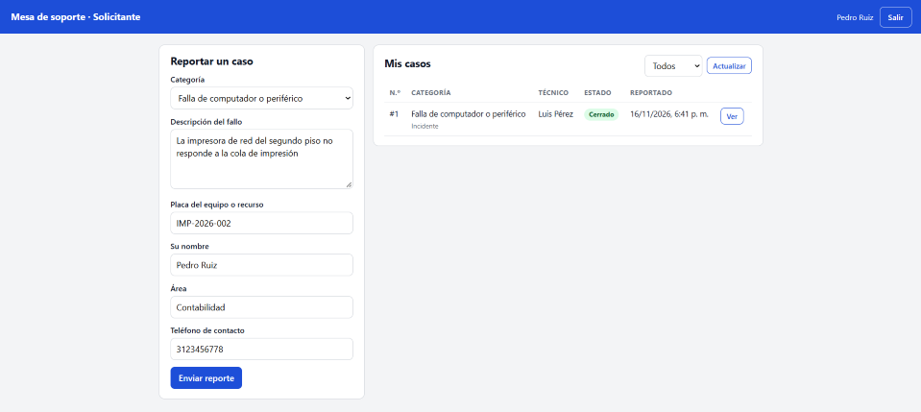 Mesa de soporte · Solicitante
Pedro Ruiz
Salir
Reportar un caso
Categoría
Falla de computador o periférico
Descripción del fallo
La impresora de red del segundo piso no
responde a la cola de impresión
Placa del equipo o recurso
IMP-2026-002
Su nombre
Pedro Ruiz
Área
Contabilidad
Teléfono de contacto
3123456778
Enviar reporte
Mis casos
Todos
Actualizar
N.º CATEGORÍA TÉCNICO ESTADO REPORTADO
#1 Falla de computador o periférico Luis Pérez Cerrado 16/11/2026, 6:41 p. m. Ver
Incidente